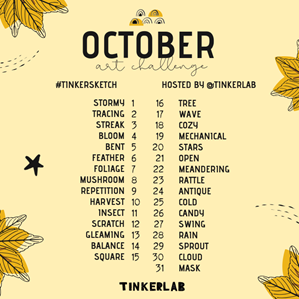 OCTOBER
art challenge
#TINKERSKETCH HOSTED BY @TINKERLAB
STORMY 1 16 TREE
TRACING 2 17 WAVE
STREAK 3 18 COZY
BLOOM 4 19 MECHANICAL
BENT 5 20 STARS
FEATHER 6 21 OPEN
FOLIAGE 7 22 MEANDERING
MUSHROOM 8 23 RATTLE
REPETITION 9 24 ANTIQUE
HARVEST 10 25 COLD
INSECT 11 26 CANDY
SCRATCH 12 27 SWING
GLEAMING 13 28 RAIN
BALANCE 14 29 SPROUT
SQUARE 15 30 CLOUD
31 MASK
TINKERLAB